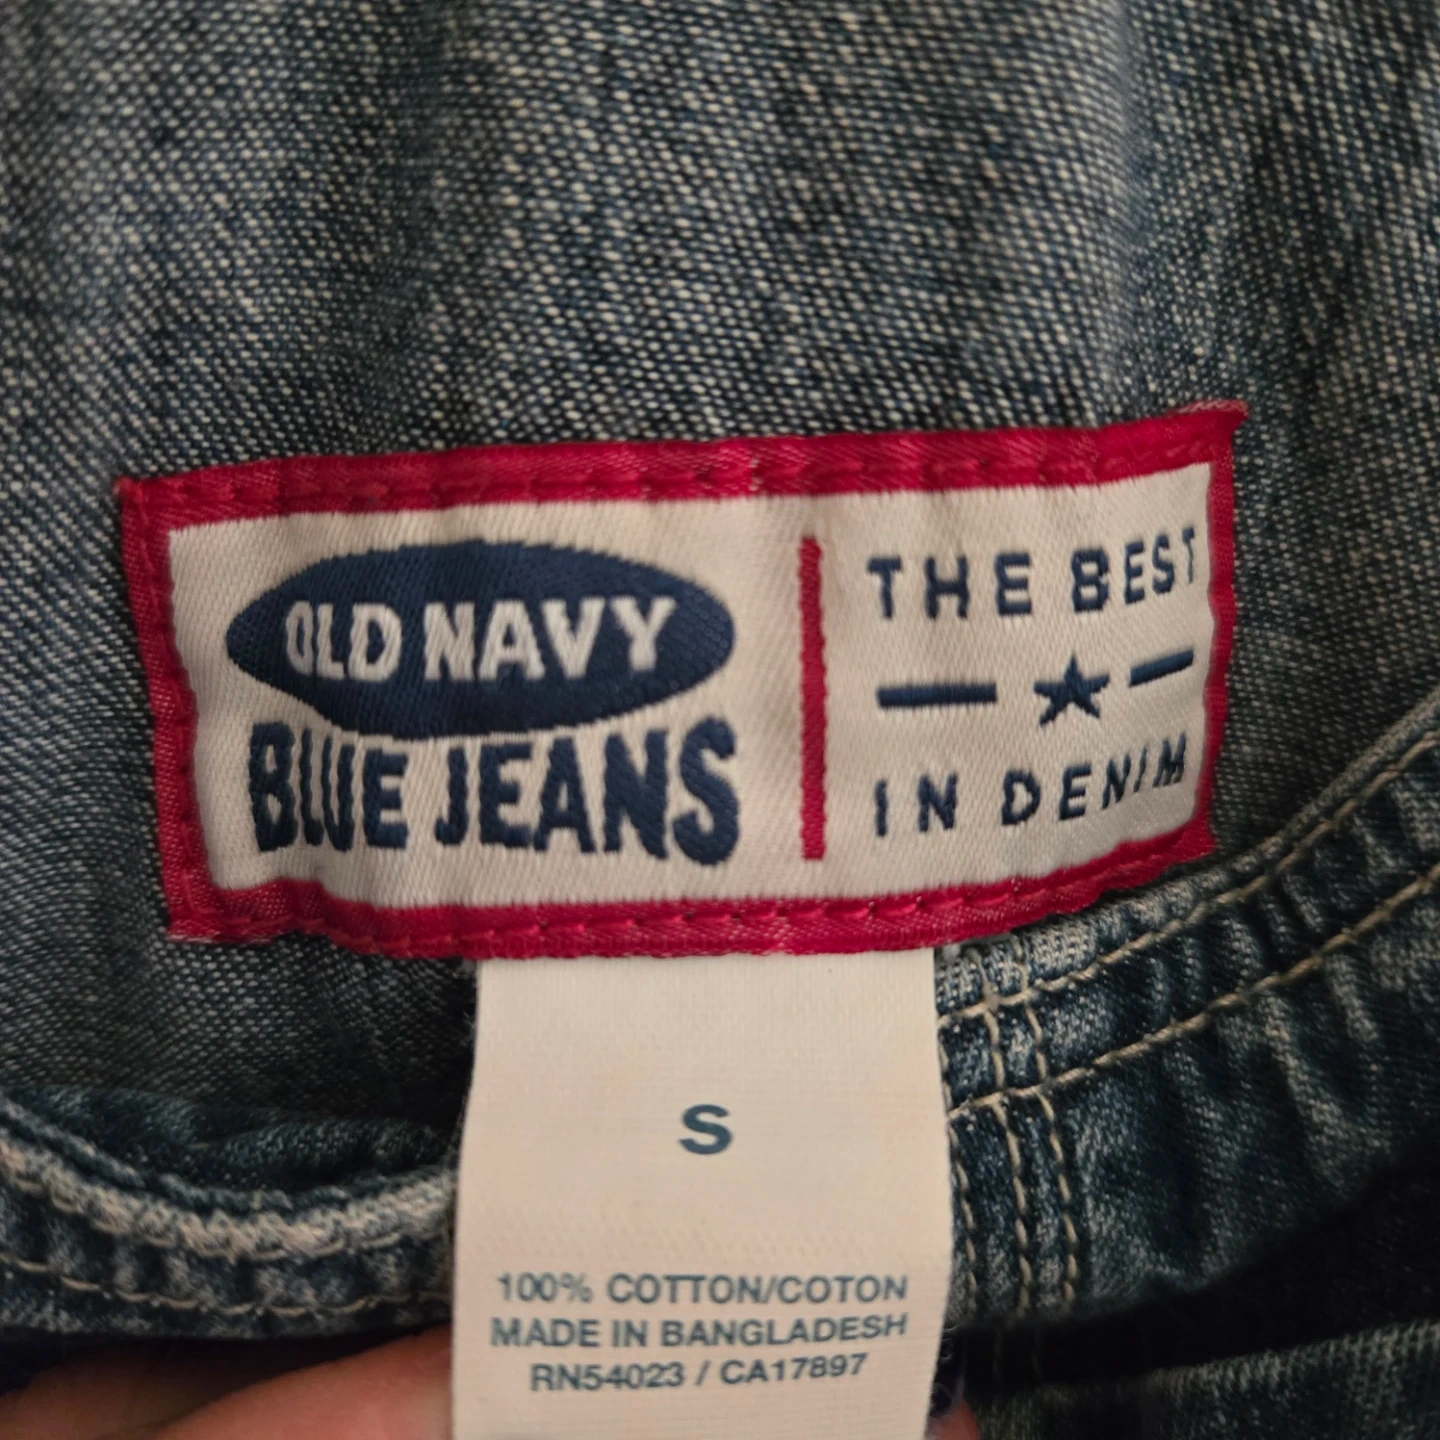 OLD NAVY
BLUE JEANS
THE BEST
IN DENIM
S
100% COTTON/COTON
MADE IN BANGLADESH
RN54023 / CA17897